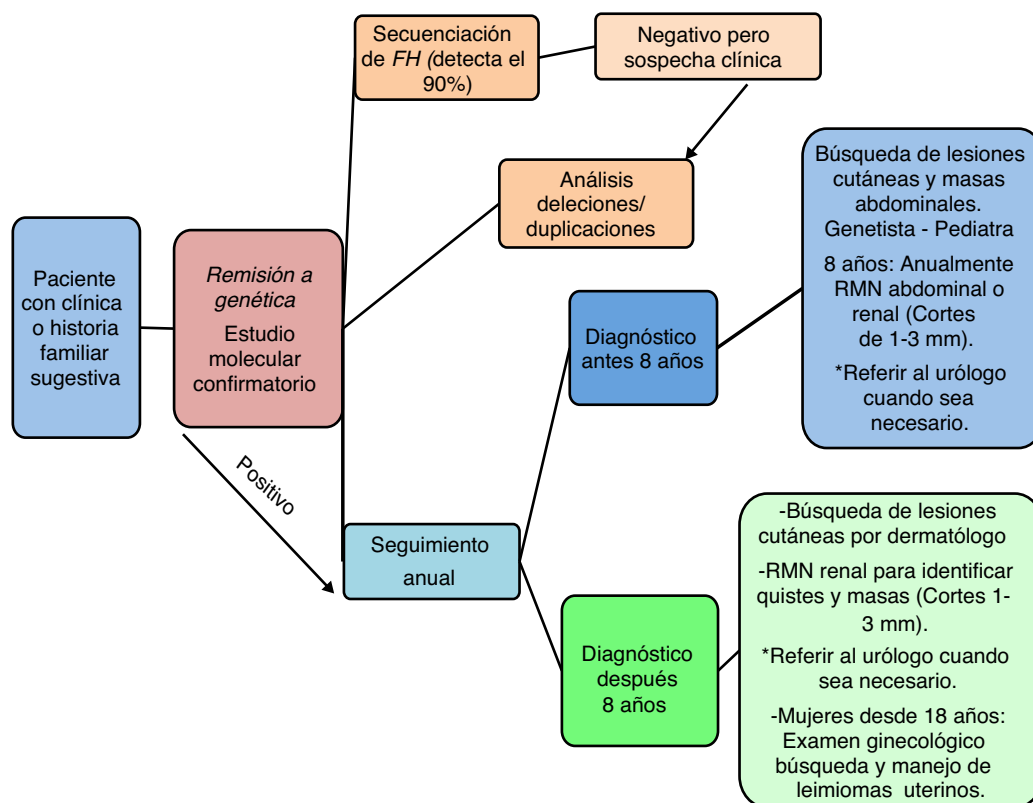 Paciente
con clínica
o historia
familiar
sugestiva
Remisión a
genética
Estudio
molecular
confirmatorio
Positivo
Secuenciación
de FH (detecta el
90%)
Negativo pero
sospecha clínica
Análisis
deleciones/
duplicaciones
Seguimiento
anual
Diagnóstico
antes 8 años
Búsqueda de lesiones
cutáneas y masas
abdominales.
Genetista - Pediatra
8 años: Anualmente
RMN abdominal o
renal (Cortes
de 1-3 mm).
*Referir al urólogo
cuando sea
necesario.
Diagnóstico
después
8 años
-Búsqueda de lesiones
cutáneas por dermatólogo
-RMN renal para identificar
quistes y masas (Cortes 1-
3 mm).
*Referir al urólogo cuando
sea necesario.
-Mujeres desde 18 años:
Examen ginecológico
búsqueda y manejo de
leimiomas uterinos.